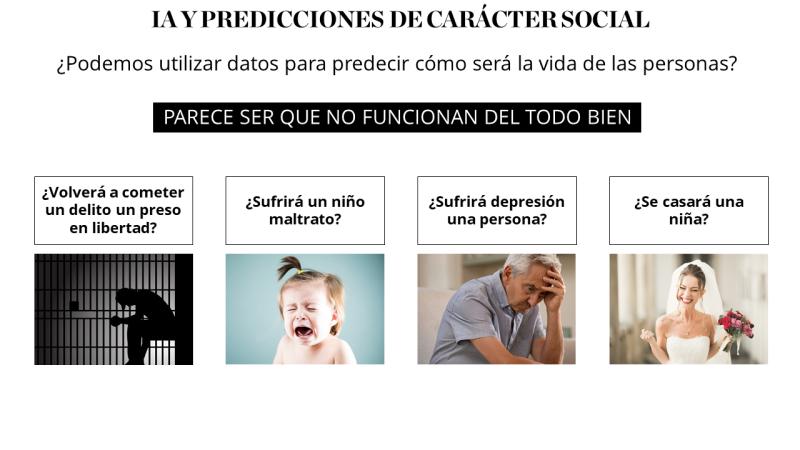 IA Y PREDICCIONES DE CARÁCTER SOCIAL
¿Podemos utilizar datos para predecir cómo será la vida de las personas?
PARECE SER QUE NO FUNCIONAN DEL TODO BIEN
¿Volverá a cometer
un delito un preso
en libertad?
¿Sufrirá un niño
maltrato?
¿Sufrirá depresión
una persona?
¿Se casará una
niña?